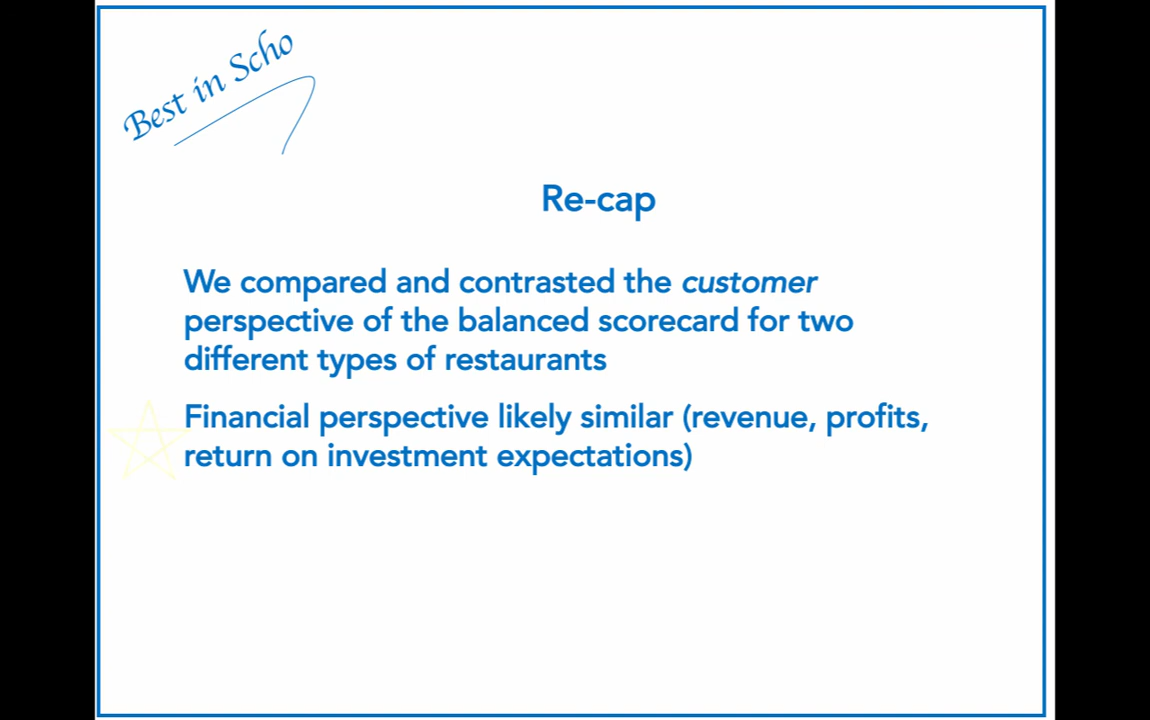 Best in Scho
Re-cap
We compared and contrasted the customer
perspective of the balanced scorecard for two
different types of restaurants
Financial perspective likely similar (revenue, profits,
return on investment expectations)